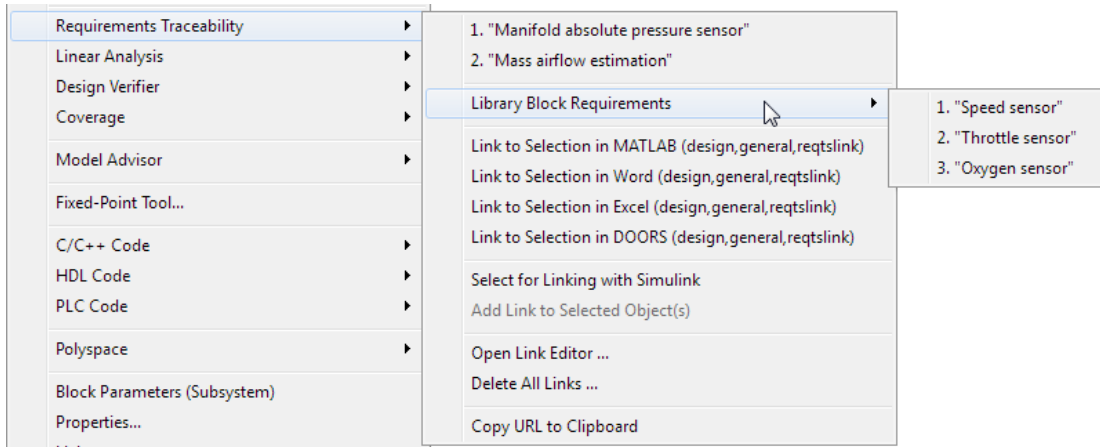 Requirements Traceability
Linear Analysis
Design Verifier
Coverage
Model Advisor
Fixed-Point Tool...
C/C++ Code
HDL Code
PLC Code
Polyspace
Block Parameters (Subsystem)
Properties...
1. "Manifold absolute pressure sensor"
2. "Mass airflow estimation"
Library Block Requirements
Link to Selection in MATLAB (design,general,reqtslink)
Link to Selection in Word (design,general,reqtslink)
Link to Selection in Excel (design,general,reqtslink)
Link to Selection in DOORS (design,general,reqtslink)
Select for Linking with Simulink
Add Link to Selected Object(s)
Open Link Editor ...
Delete All Links ...
Copy URL to Clipboard
1. "Speed sensor"
2. "Throttle sensor"
3. "Oxygen sensor"